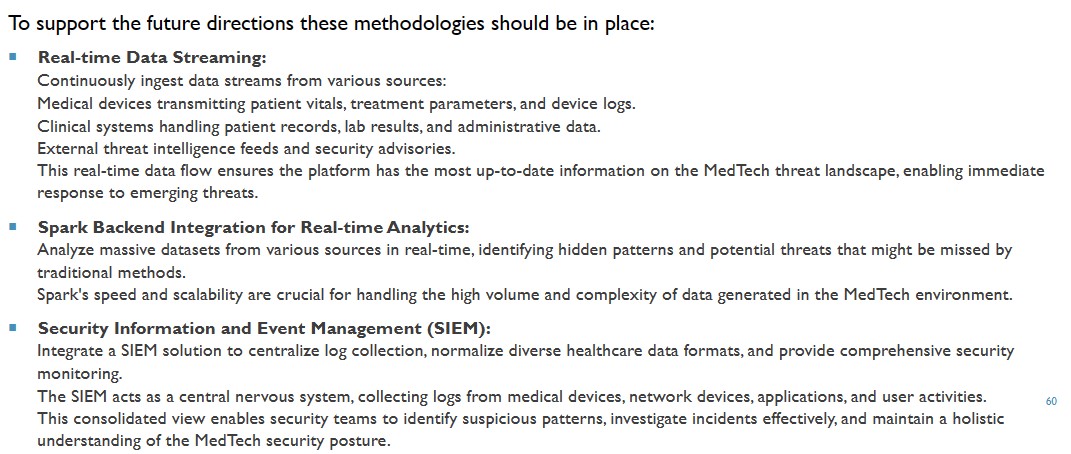 To support the future directions these methodologies should be in place:
▪ Real-time Data Streaming:
Continuously ingest data streams from various sources:
Medical devices transmitting patient vitals, treatment parameters, and device logs.
Clinical systems handling patient records, lab results, and administrative data.
External threat intelligence feeds and security advisories.
This real-time data flow ensures the platform has the most up-to-date information on the MedTech threat landscape, enabling immediate
response to emerging threats.
▪ Spark Backend Integration for Real-time Analytics:
Analyze massive datasets from various sources in real-time, identifying hidden patterns and potential threats that might be missed by
traditional methods.
Spark's speed and scalability are crucial for handling the high volume and complexity of data generated in the MedTech environment.
▪ Security Information and Event Management (SIEM):
Integrate a SIEM solution to centralize log collection, normalize diverse healthcare data formats, and provide comprehensive security
monitoring.
The SIEM acts as a central nervous system, collecting logs from medical devices, network devices, applications, and user activities.
This consolidated view enables security teams to identify suspicious patterns, investigate incidents effectively, and maintain a holistic
understanding of the MedTech security posture.
60